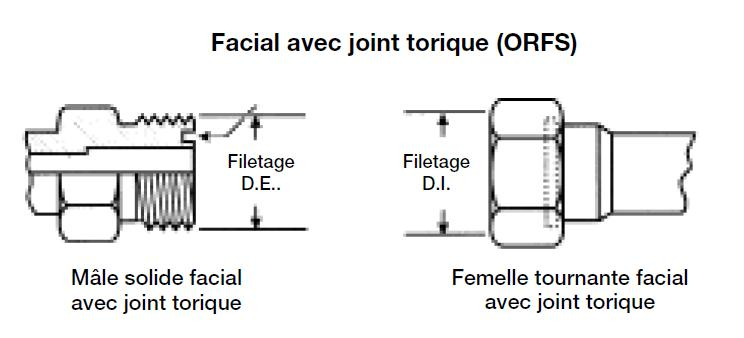 Facial avec joint torique (ORFS)
Filetage
D.E..
Filetage
D.I.
Mâle solide facial
avec joint torique
Femelle tournante facial
avec joint torique